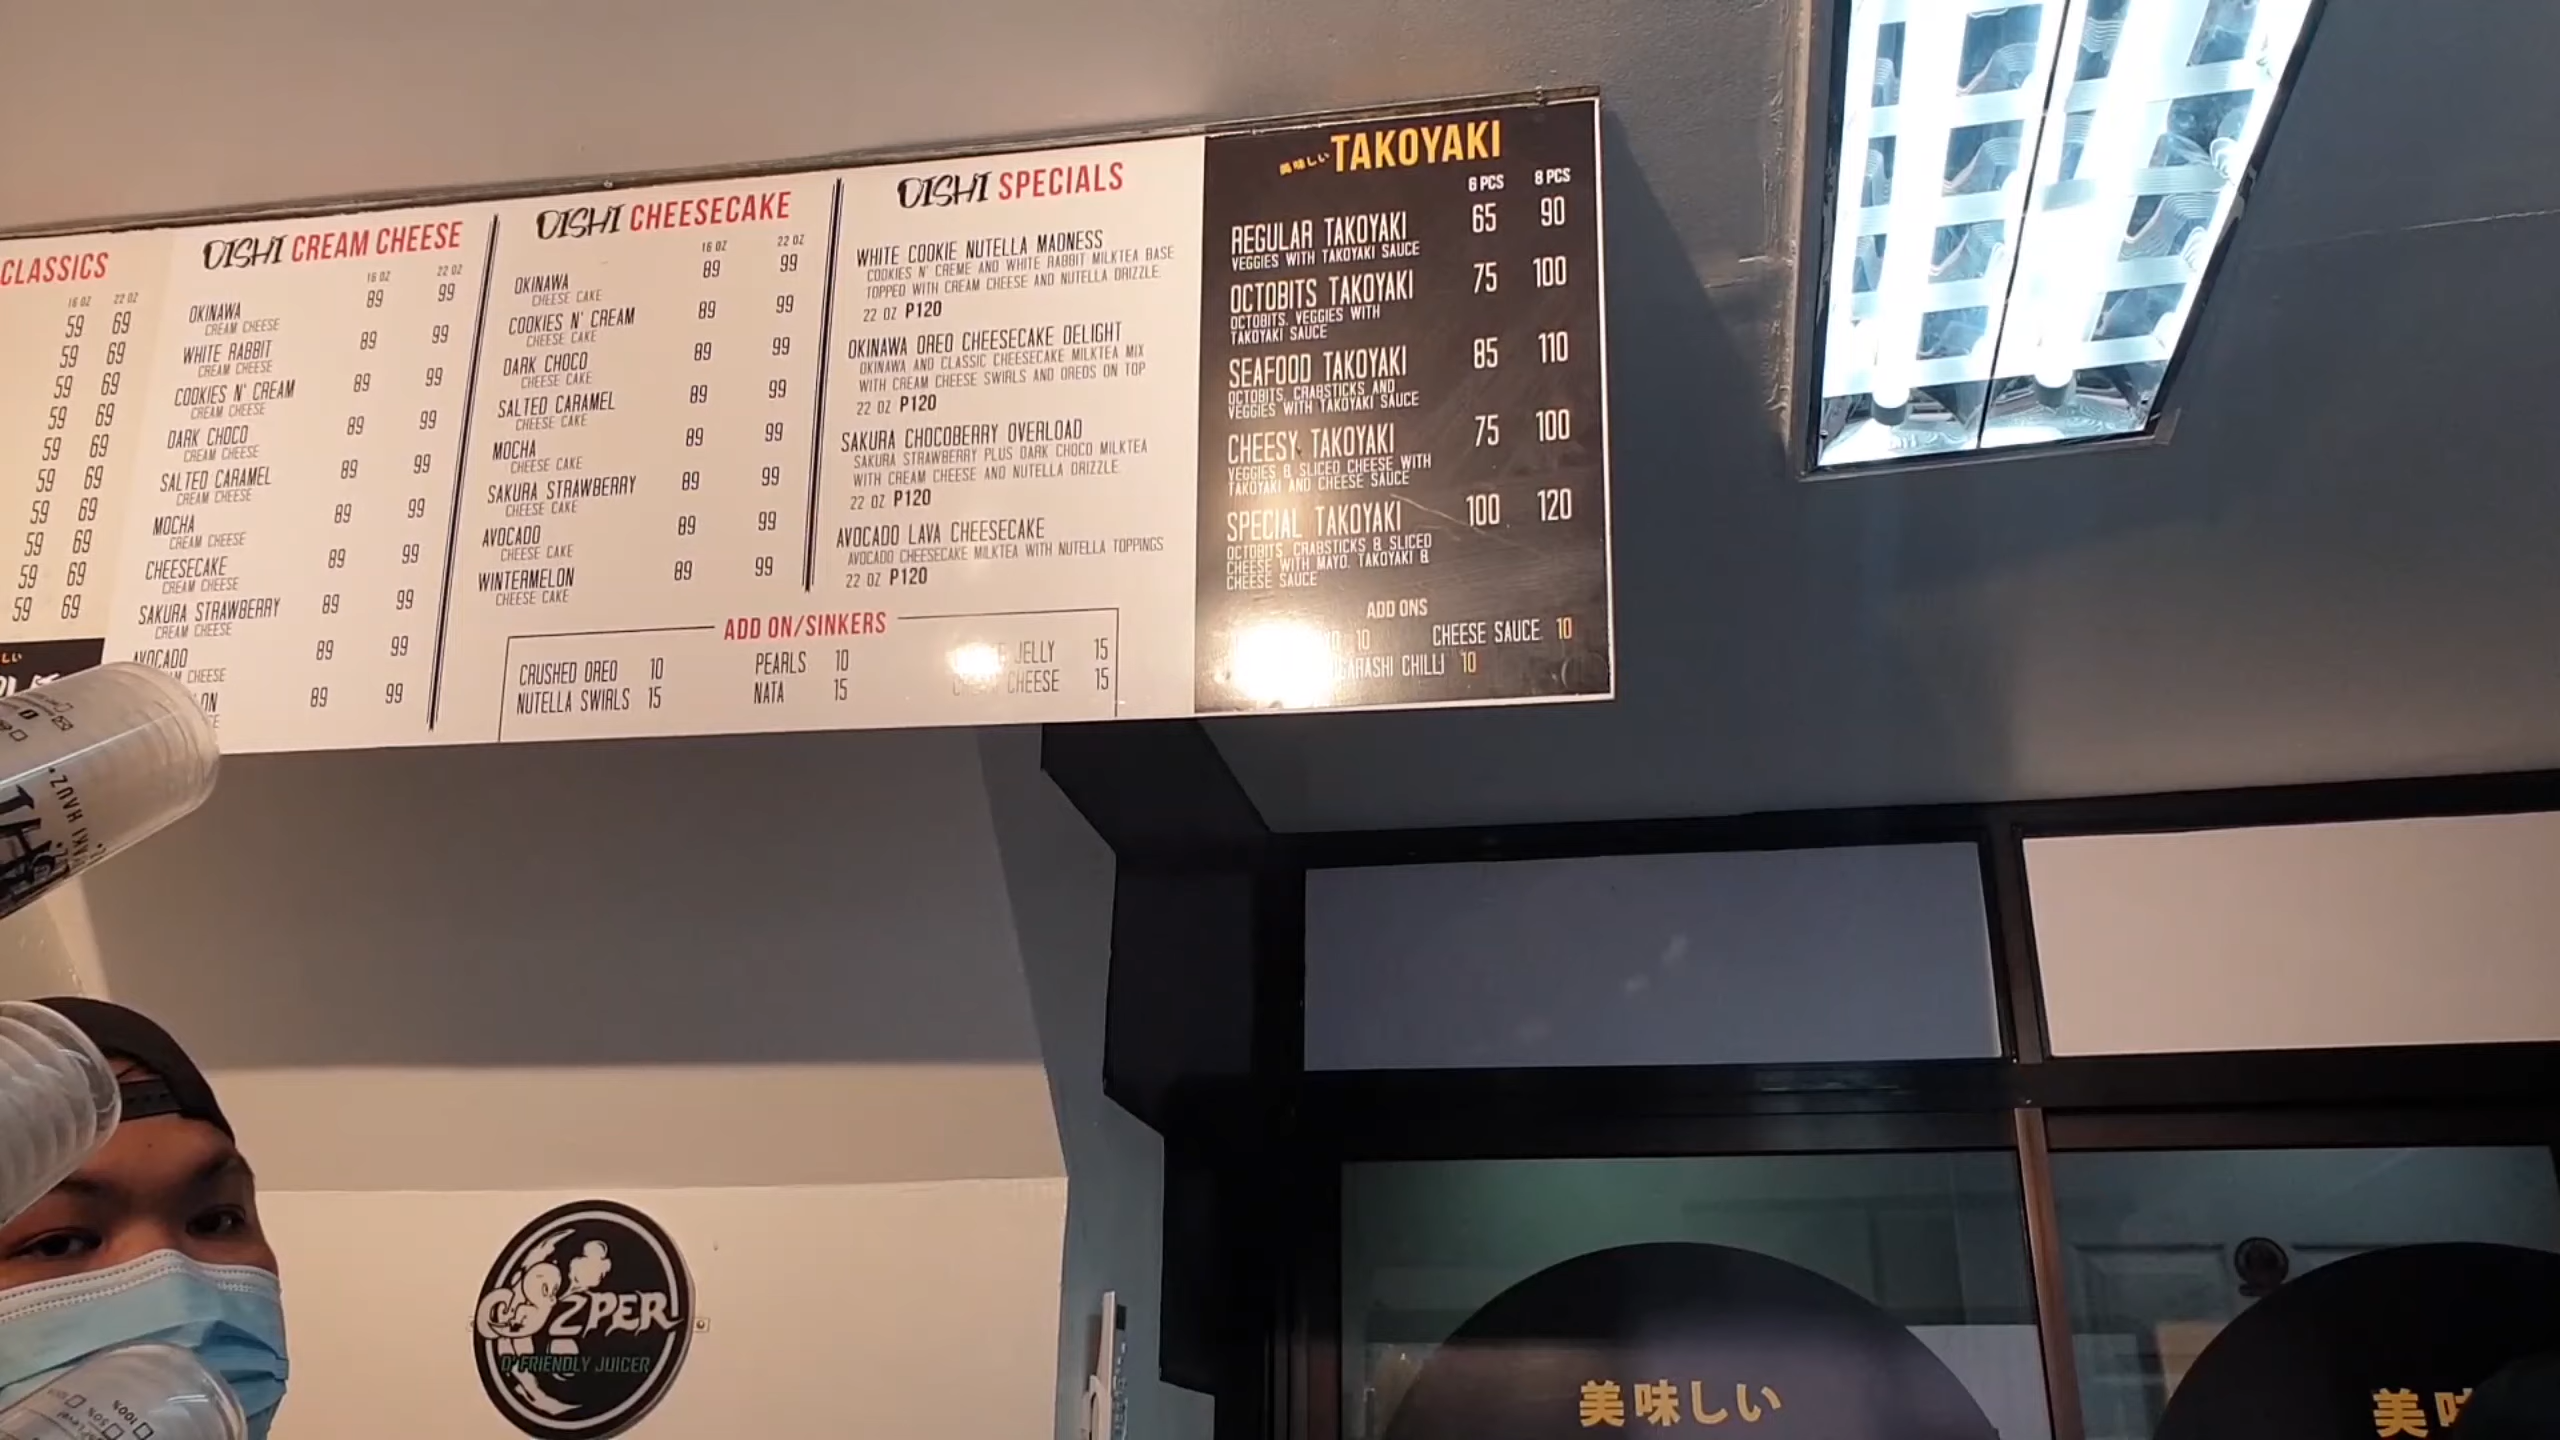 CLASSICS
16 OZ 22 OZ
59 69
59 69
59 69
59 69
59 69
59 69
59 69
59 69
59 69
59 69
しい
OISHI CREAM CHEESE
16 OZ 22 OZ
OKINAWA 89 99
CREAM CHEESE
WHITE RABBIT 89 99
CREAM CHEESE
COOKIES N' CREAM 89 99
CREAM CHEESE
DARK CHOCO 89 99
CREAM CHEESE
SALTED CARAMEL 89 99
CREAM CHEESE
MOCHA 89 99
CREAM CHEESE
CHEESECAKE 89 99
CREAM CHEESE
SAKURA STRAWBERRY 89 99
CREAM CHEESE
AVOCADO 89 99
CHEESE
89 99
OISHI CHEESECAKE
16 OZ 22 OZ
OKINAWA 89 99
CHEESE CAKE
COOKIES N' CREAM 89 99
CHEESE CAKE
DARK CHOCO 89 99
CHEESE CAKE
SALTED CARAMEL 89 99
CHEESE CAKE
MOCHA 89 99
CHEESE CAKE
SAKURA STRAWBERRY 89 99
CHEESE CAKE
AVOCADO 89 99
CHEESE CAKE
WINTERMELON 89 99
CHEESE CAKE
OISHI SPECIALS
WHITE COOKIE NUTELLA MADNESS
COOKIES N' CREME AND WHITE RABBIT MILKTEA BASE
TOPPED WITH CREAM CHEESE AND NUTELLA DRIZZLE
22 OZ P120
OKINAWA OREO CHEESECAKE DELIGHT
OKINAWA AND CLASSIC CHEESECAKE MILKTEA MIX
WITH CREAM CHEESE SWIRLS AND OREOS ON TOP
22 OZ P120
SAKURA CHOCOBERRY OVERLOAD
SAKURA STRAWBERRY PLUS DARK CHOCO MILKTEA
WITH CREAM CHEESE AND NUTELLA DRIZZLE
22 OZ P120
AVOCADO LAVA CHEESECAKE
AVOCADO CHEESECAKE MILKTEA WITH NUTELLA TOPPINGS
22 OZ P120
ADD ON/SINKERS
CRUSHED OREO 10 PEARLS 10 JELLY 15
NUTELLA SWIRLS 15 NATA 15 CHEESE 15
美味しい TAKOYAKI
6 PCS 8 PCS
REGULAR TAKOYAKI 65 90
VEGGIES WITH TAKOYAKI SAUCE
OCTOBITS TAKOYAKI 75 100
OCTOBITS, VEGGIES WITH
TAKOYAKI SAUCE
SEAFOOD TAKOYAKI 85 110
OCTOBITS, CRABSTICKS AND
VEGGIES WITH TAKOYAKI SAUCE
CHEESY TAKOYAKI 75 100
VEGGIES & SLICED CHEESE WITH
TAKOYAKI AND CHEESE SAUCE
SPECIAL TAKOYAKI 100 120
OCTOBITS, CRABSTICKS & SLICED
CHEESE WITH MAYO, TAKOYAKI &
CHEESE SAUCE
ADD ONS
10 CHEESE SAUCE 10
CHILLI 10
HAUZ
CO2PER
D' FRIENDLY JUICER
100%
50%
Level
美味しい
美味